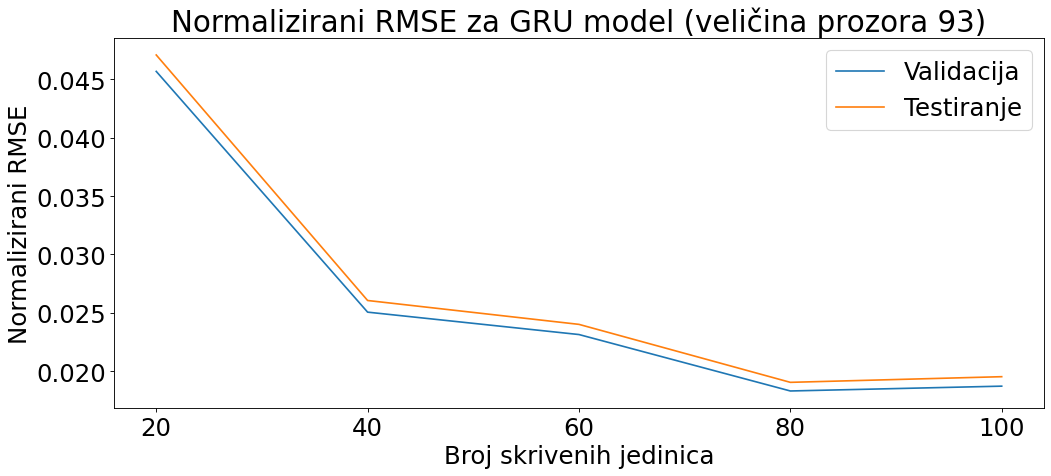 Normalizirani RMSE za GRU model (veličina prozora 93)
Validacija
Testiranje
Normalizirani RMSE
0.045
0.040
0.035
0.030
0.025
0.020
20 40 60 80 100
Broj skrivenih jedinica